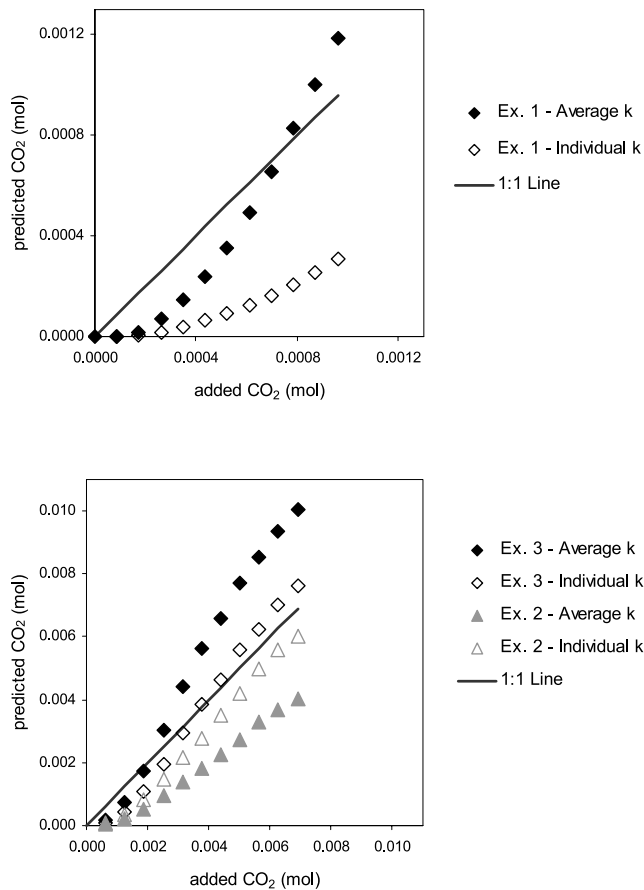 0.0012
0.0008
0.0004
0.0000
predicted CO₂ (mol)
0.0000 0.0004 0.0008 0.0012
added CO₂ (mol)
Ex. 1 - Average k
Ex. 1 - Individual k
1:1 Line
0.010
0.008
0.006
0.004
0.002
0.000
predicted CO₂ (mol)
0.000 0.002 0.004 0.006 0.008 0.010
added CO₂ (mol)
Ex. 3 - Average k
Ex. 3 - Individual k
Ex. 2 - Average k
Ex. 2 - Individual k
1:1 Line